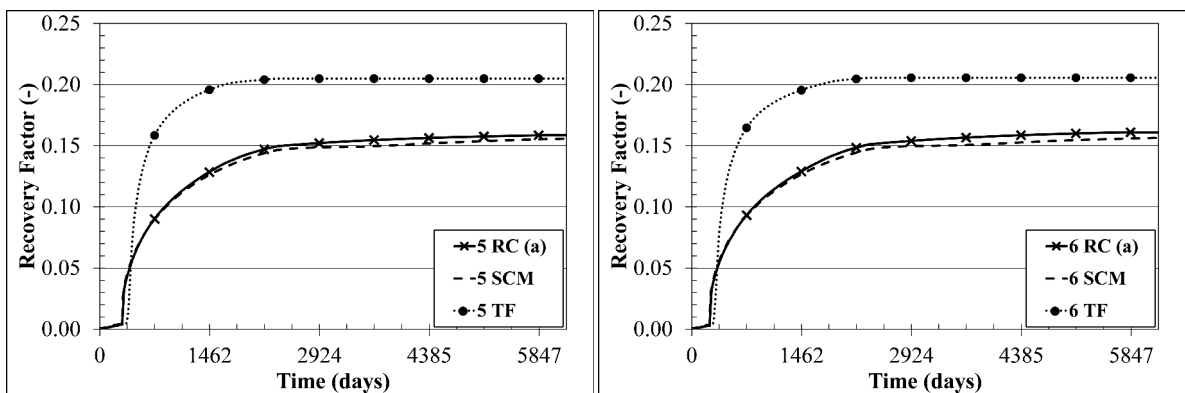 0.25
0.20
0.15
0.10
0.05
0.00
Recovery Factor (-)
0 1462 2924 4385 5847
Time (days)
5 RC (a)
5 SCM
5 TF
0.25
0.20
0.15
0.10
0.05
0.00
Recovery Factor (-)
0 1462 2924 4385 5847
Time (days)
6 RC (a)
6 SCM
6 TF